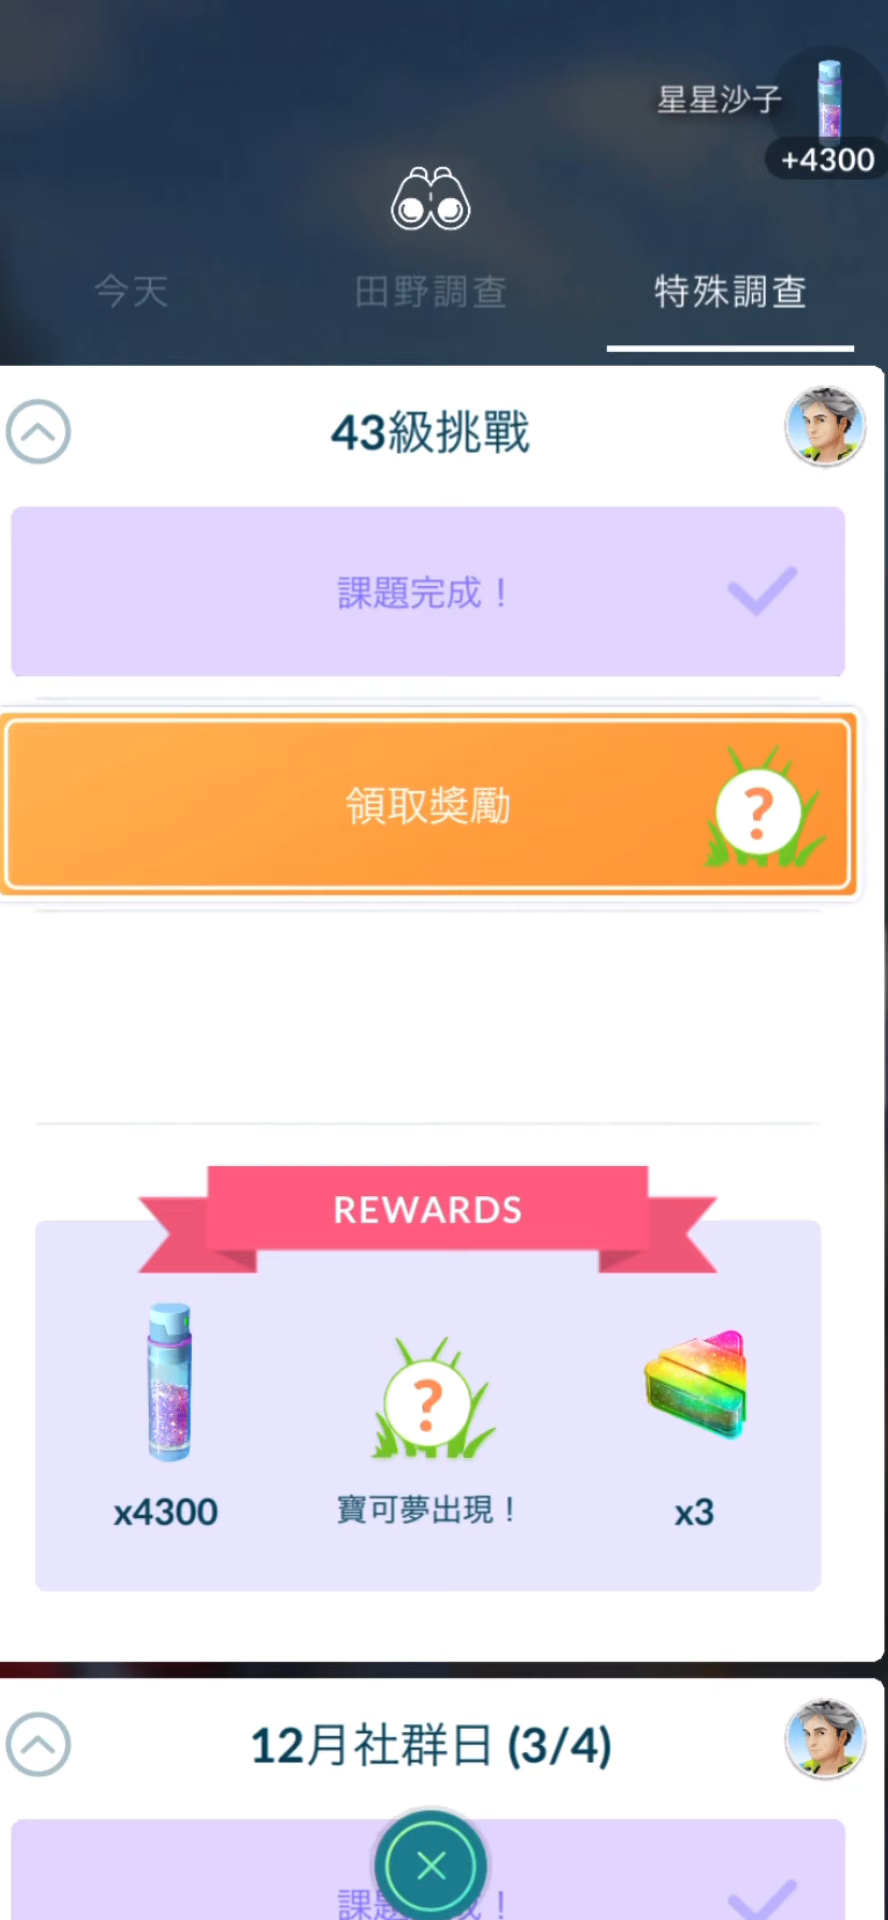 星星沙子
+4300
今天
田野調查
特殊調查
43級挑戰
課題完成！
領取獎勵
?
REWARDS
?
x4300
寶可夢出現！
x3
12月社群日 (3/4)